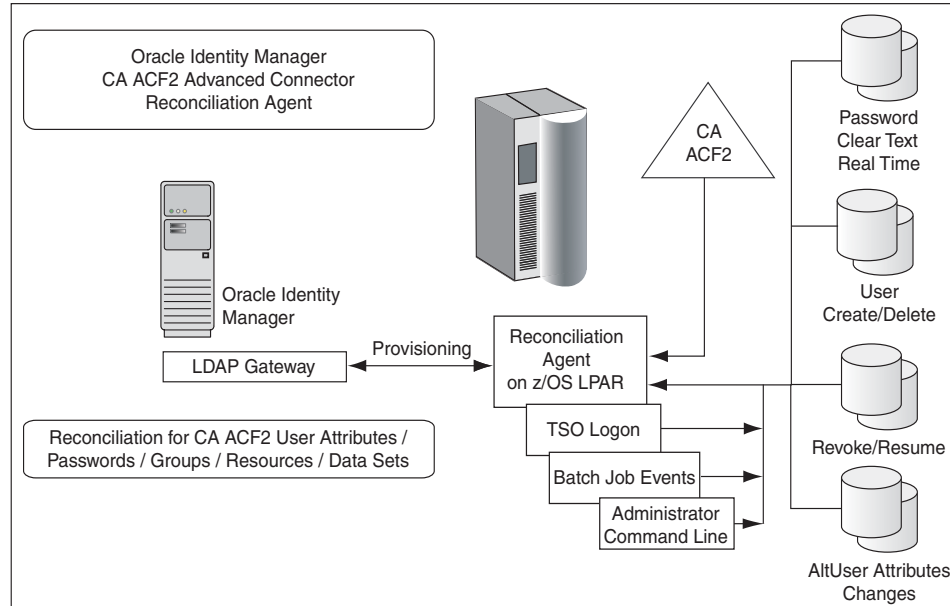 Oracle Identity Manager
CA ACF2 Advanced Connector
Reconciliation Agent
CA
ACF2
Password
Clear Text
Real Time
Oracle Identity
Manager
User
Create/Delete
LDAP Gateway
Provisioning
Reconciliation
Agent
on z/OS LPAR
Reconciliation for CA ACF2 User Attributes /
Passwords / Groups / Resources / Data Sets
TSO Logon
Batch Job Events
Administrator
Command Line
Revoke/Resume
AltUser Attributes
Changes